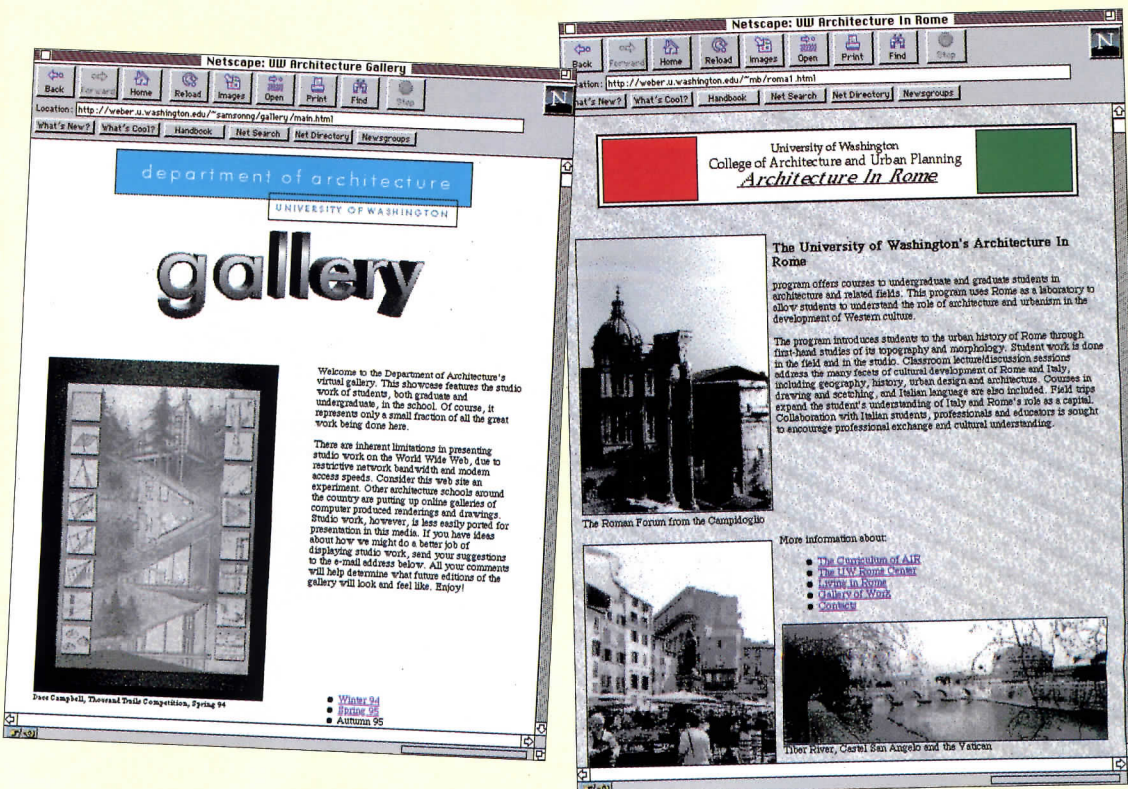 Netscape: UW Architecture Gallery
Back Forward Home Reload Images Open Print Find Stop
N
Location: http://weber.u.washington.edu/~samsonng/gallery/main.html
What's New? What's Cool? Handbook Net Search Net Directory Newsgroups
department of architecture
UNIVERSITY OF WASHINGTON
gallery
Welcome to the Department of Architecture's
virtual gallery. This showcase features the studio
work of students, both graduate and
undergraduate, in the school. Of course, it
represents only a small fraction of all the great
work being done here.
There are inherent limitations in presenting
studio work on the World Wide Web, due to
restrictive network bandwidth and modem
access speeds. Consider this web site an
experiment. Other architecture schools around
the country are putting up online galleries of
computer produced renderings and drawings.
Studio work, however, is less easily ported for
presentation in this media. If you have ideas
about how we might do a better job of
displaying studio work, send your suggestions
to the e-mail address below. All your comments
will help determine what future editions of the
gallery will look and feel like. Enjoy!
Dace Campbell, Thousand Trails Competition, Spring 94
Winter 94
Spring 95
Autumn 95
Netscape: UW Architecture In Rome
Back Forward Home Reload Images Open Print Find Stop
N
ation: http://weber.u.washington.edu/~mb/roma1.html
hat's New? What's Cool? Handbook Net Search Net Directory Newsgroups
University of Washington
College of Architecture and Urban Planning
Architecture In Rome
The University of Washington's Architecture In
Rome
program offers courses to undergraduate and graduate students in
architecture and related fields. This program uses Rome as a laboratory to
allow students to understand the role of architecture and urbanism in the
development of Western culture.
The program introduces students to the urban history of Rome through
first-hand studies of its topography and morphology. Student work is done
in the field and in the studio. Classroom lecture/discussion sessions
address the many facets of cultural development of Rome and Italy,
including geography, history, urban design and architecture. Courses in
drawing and scetching, and Italian language are also included. Field trips
expand the student's understanding of Italy and Rome's role as a capital.
Collaboration with Italian students, professionals and educators is sought
to encourage professional exchange and cultural understanding.
The Roman Forum from the Campidoglio
More information about:
The Curriculum of AIR
The UW Rome Center
Living in Rome
Gallery of Work
Contacts
Tiber River, Castel San Angelo and the Vatican